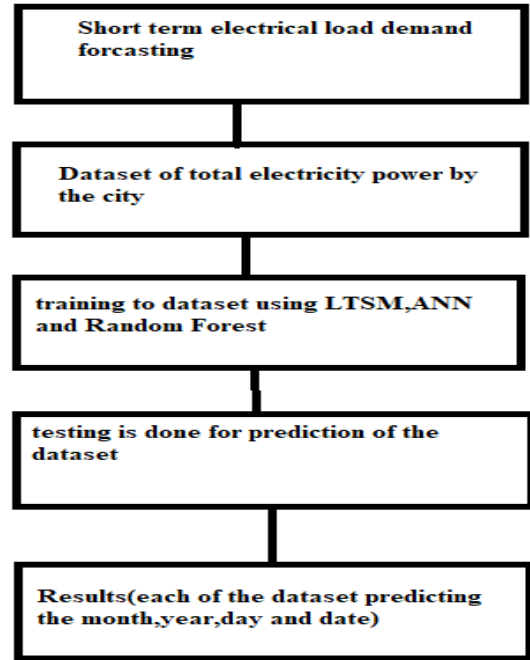 Short term electrical load demand
forcasting
Dataset of total electricity power by
the city
training to dataset using LTSM,ANN
and Random Forest
testing is done for prediction of the
dataset
Results(each of the dataset predicting
the month,year,day and date)